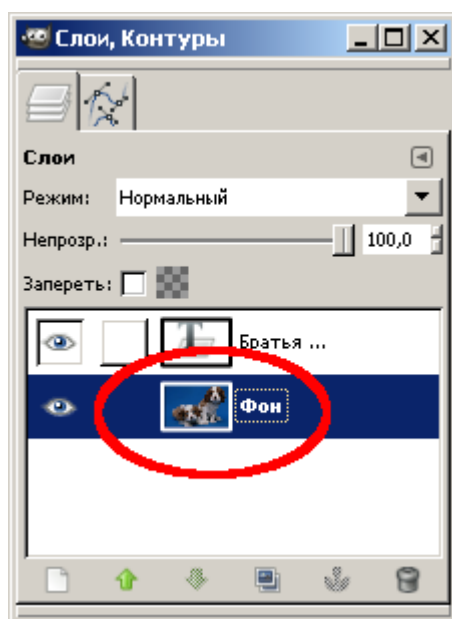 Слои, Контуры
Слои
Режим: Нормальный
Непрозр.: 100,0
Запереть:
Братья ...
Фон